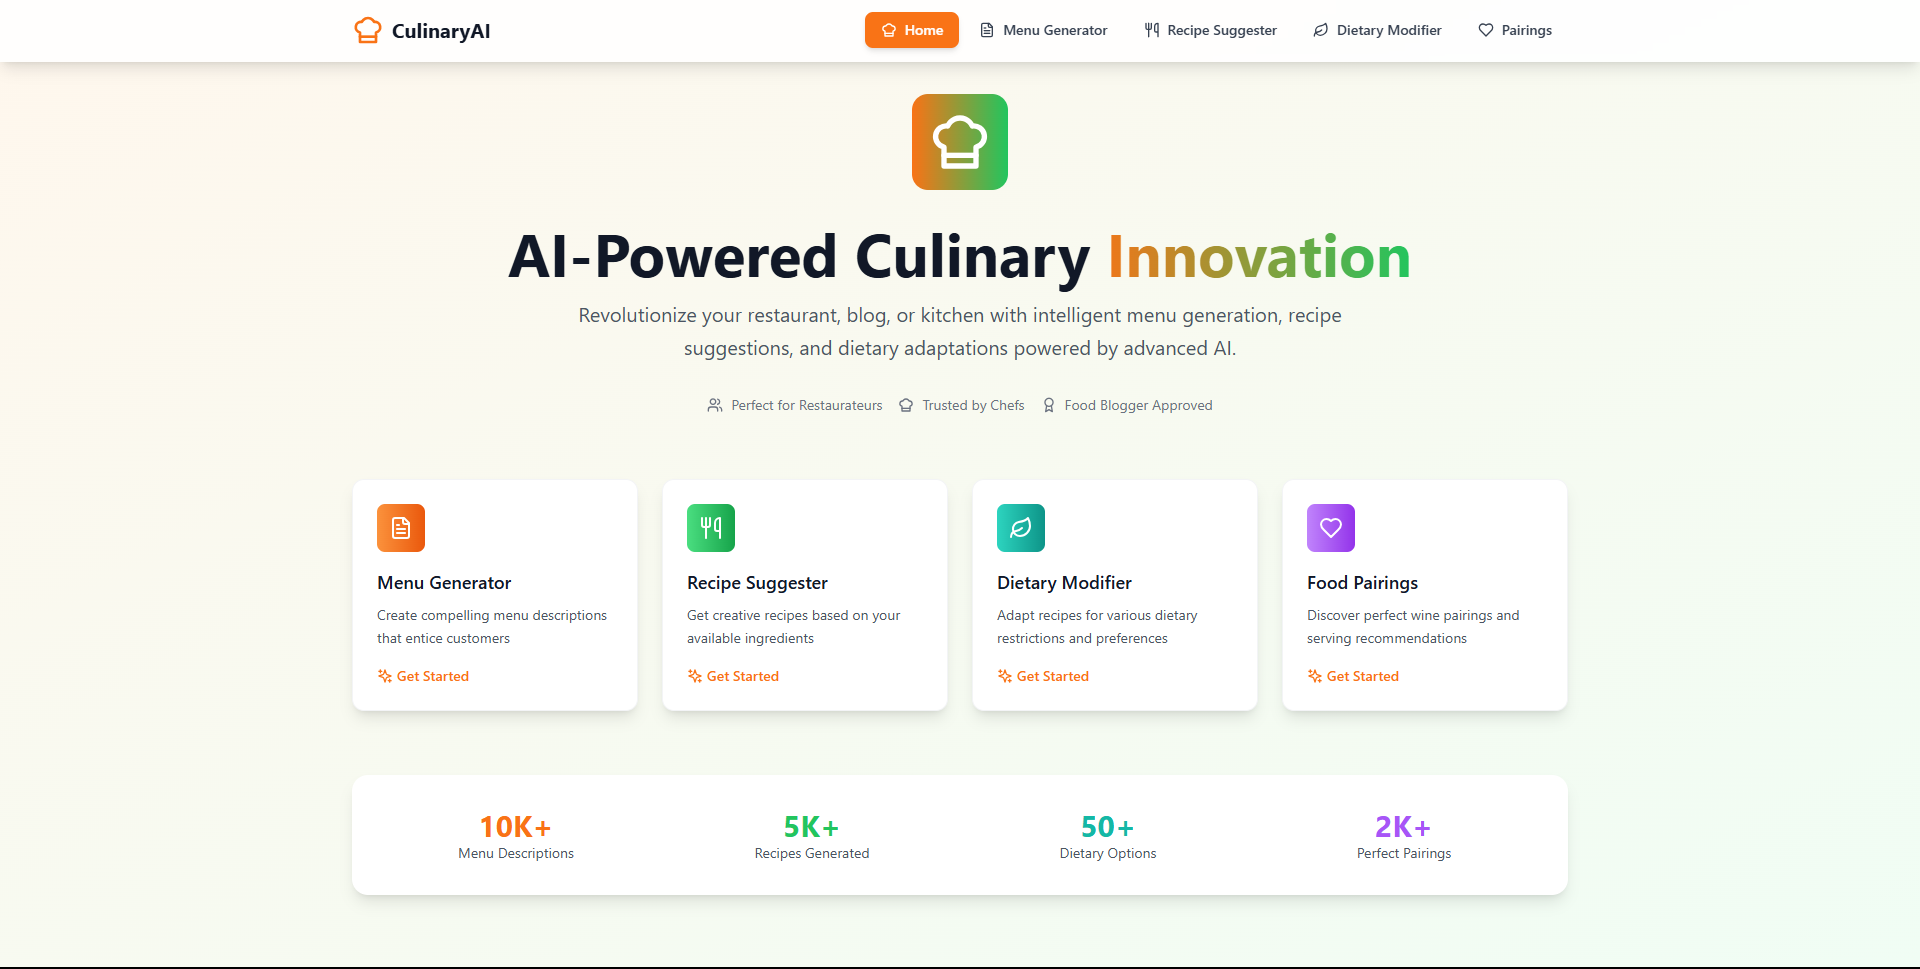 CulinaryAI
Home
Menu Generator
Recipe Suggester
Dietary Modifier
Pairings
AI-Powered Culinary Innovation
Revolutionize your restaurant, blog, or kitchen with intelligent menu generation, recipe
suggestions, and dietary adaptations powered by advanced AI.
Perfect for Restaurateurs
Trusted by Chefs
Food Blogger Approved
Menu Generator
Create compelling menu descriptions
that entice customers
Get Started
Recipe Suggester
Get creative recipes based on your
available ingredients
Get Started
Dietary Modifier
Adapt recipes for various dietary
restrictions and preferences
Get Started
Food Pairings
Discover perfect wine pairings and
serving recommendations
Get Started
10K+
Menu Descriptions
5K+
Recipes Generated
50+
Dietary Options
2K+
Perfect Pairings